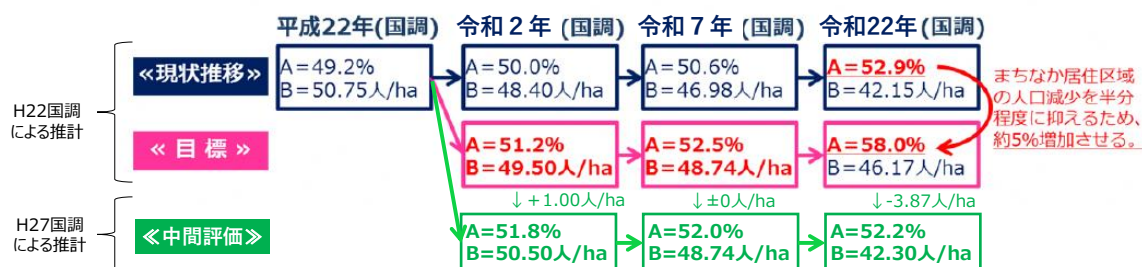 平成22年(国調) 令和２年 (国調) 令和７年 (国調) 令和22年(国調)
H22国調
による推計
≪現状推移≫
A＝49.2%
B＝50.75人/ha
A＝50.0%
B＝48.40人/ha
A＝50.6%
B＝46.98人/ha
A＝52.9%
B＝42.15人/ha
まちなか居住区域
の人口減少を半分
程度に抑えるため、
約5%増加させる。
≪ 目 標 ≫
A＝51.2%
B＝49.50人/ha
A＝52.5%
B＝48.74人/ha
A＝58.0%
B＝46.17人/ha
↓＋1.00人/ha
↓±0人/ha
↓-3.87人/ha
H27国調
による推計
≪中間評価≫
A＝51.8%
B＝50.50人/ha
A＝52.0%
B＝48.74人/ha
A＝52.2%
B＝42.30人/ha